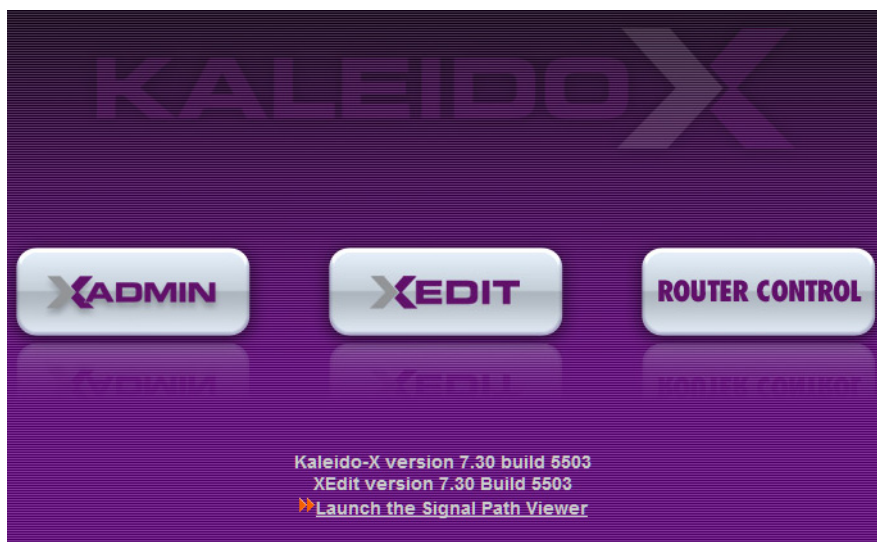 KALEIDOX
XADMIN
XEDIT
ROUTER CONTROL
Kaleido-X version 7.30 build 5503
XEdit version 7.30 Build 5503
Launch the Signal Path Viewer